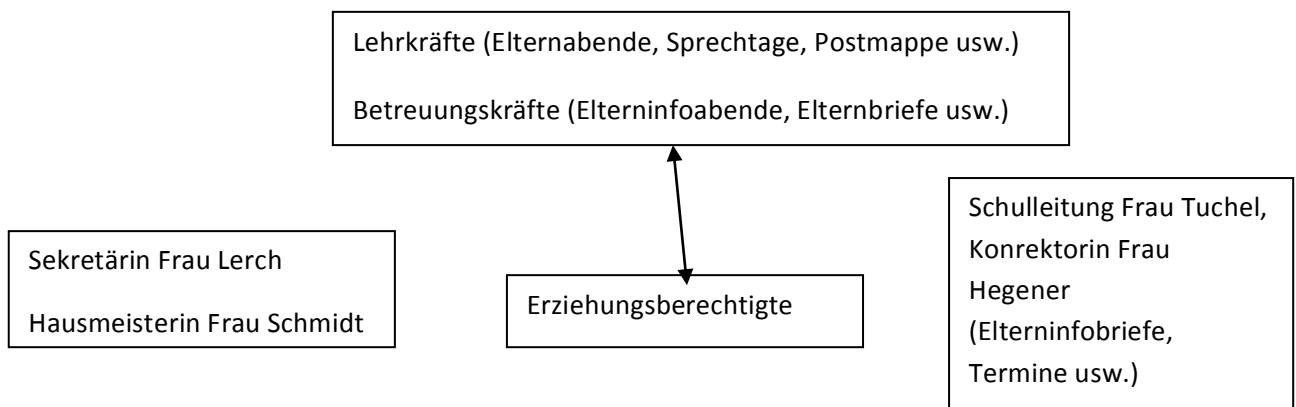 Lehrkräfte (Elternabende, Sprechtage, Postmappe usw.)
Betreuungskräfte (Elterninfoabende, Elternbriefe usw.)
Sekretärin Frau Lerch
Hausmeisterin Frau Schmidt
Erziehungsberechtigte
Schulleitung Frau Tuchel,
Konrektorin Frau
Hegener
(Elterninfobriefe,
Termine usw.)